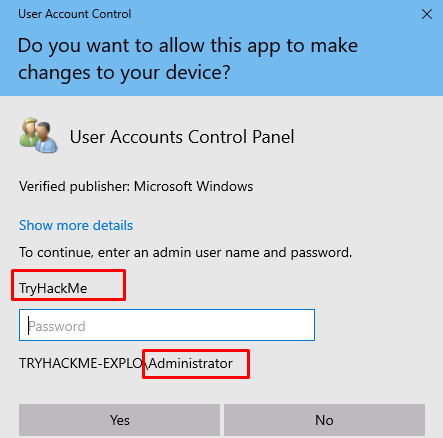 User Account Control
Do you want to allow this app to make
changes to your device?
User Accounts Control Panel
Verified publisher: Microsoft Windows
Show more details
To continue, enter an admin user name and password.
TryHackMe
Password
TRYHACKME-EXPLO\Administrator
Yes
No